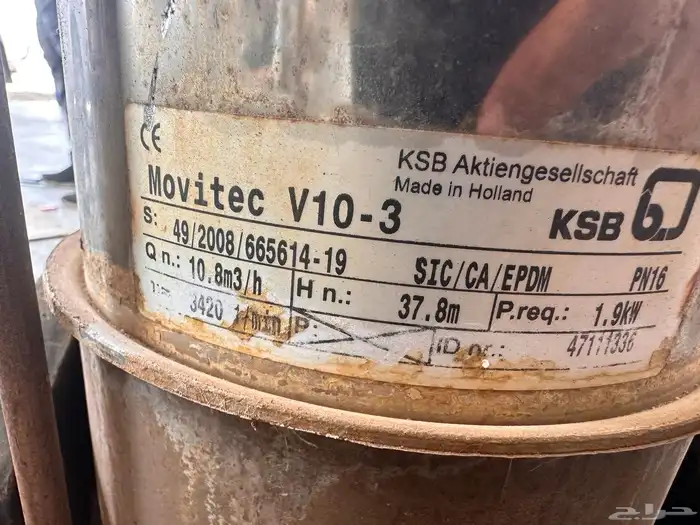 CE
KSB Aktiengesellschaft
Made in Holland
Movitec V10-3
KSB
S: 49/2008/665614-19 SIC/CA/EPDM PN16
Q n.: 10.8m3/h H n.: 37.8m P.req.: 1.9kW
3420 1/min P: ID nr.: 47111336
حراج